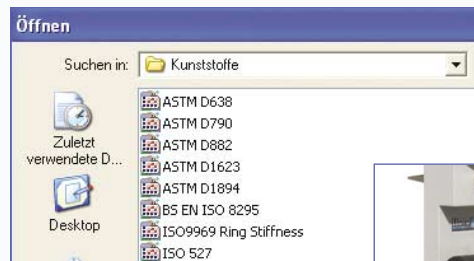 Öffnen
Suchen in: Kunststoffe
Zuletzt
verwendete D...
Desktop
ASTM D638
ASTM D790
ASTM D882
ASTM D1623
ASTM D1894
BS EN ISO 8295
ISO9969 Ring Stiffness
ISO 527